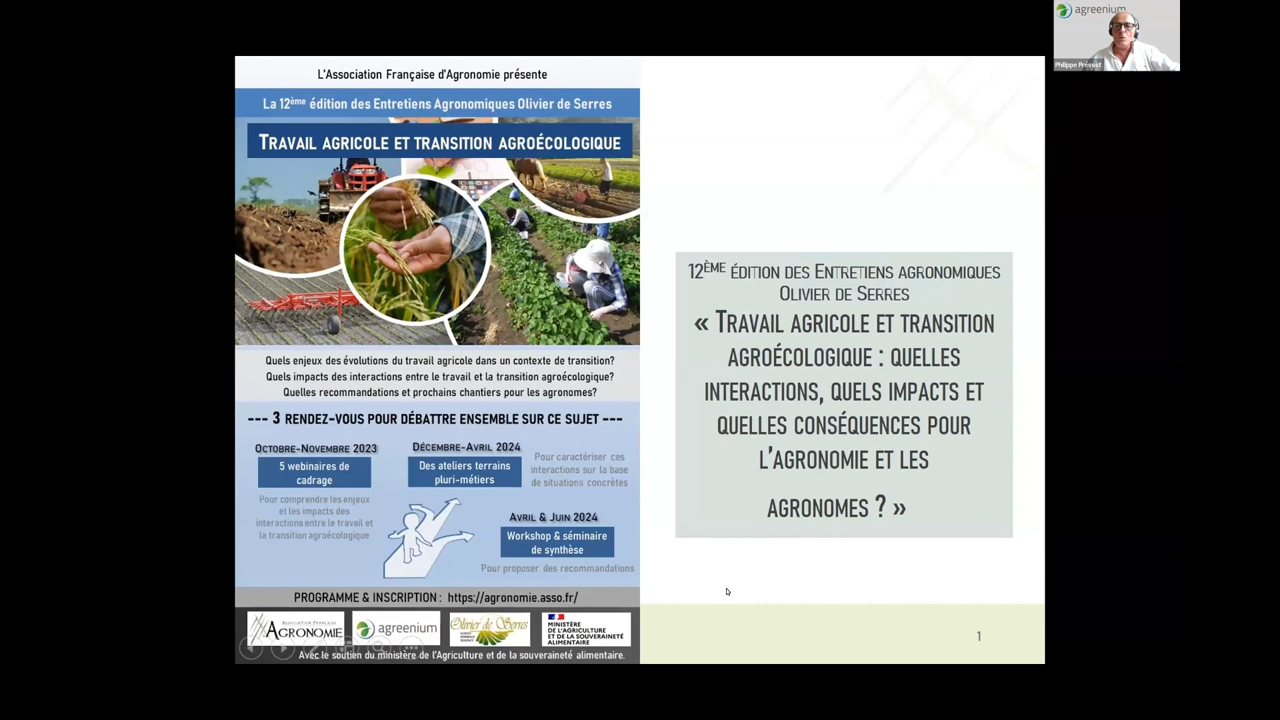 agreenium
Philippe Prévost
L'Association Française d'Agronomie présente
La 12ème édition des Entretiens Agronomiques Olivier de Serres
TRAVAIL AGRICOLE ET TRANSITION AGROÉCOLOGIQUE
Quels enjeux des évolutions du travail agricole dans un contexte de transition?
Quels impacts des interactions entre le travail et la transition agroécologique?
Quelles recommandations et prochains chantiers pour les agronomes?
--- 3 RENDEZ-VOUS POUR DÉBATTRE ENSEMBLE SUR CE SUJET ---
OCTOBRE-NOVEMBRE 2023
5 webinaires de
cadrage
Pour comprendre les enjeux
et les impacts des
interactions entre le travail et
la transition agroécologique
DÉCEMBRE-AVRIL 2024
Des ateliers terrains
pluri-métiers
Pour caractériser ces
interactions sur la base
de situations concrètes
AVRIL & JUIN 2024
Workshop & séminaire
de synthèse
Pour proposer des recommandations
PROGRAMME & INSCRIPTION : https://agronomie.asso.fr/
ASSOCIATION FRANÇAISE
AGRONOMIE
agreenium
Olivier de Serres
MINISTÈRE
DE L'AGRICULTURE
ET DE LA SOUVERAINETÉ
ALIMENTAIRE
Avec le soutien du ministère de l'Agriculture et de la souveraineté alimentaire.
12ÈME ÉDITION DES ENTRETIENS AGRONOMIQUES
OLIVIER DE SERRES
« TRAVAIL AGRICOLE ET TRANSITION
AGROÉCOLOGIQUE : QUELLES
INTERACTIONS, QUELS IMPACTS ET
QUELLES CONSÉQUENCES POUR
L'AGRONOMIE ET LES
AGRONOMES ? »
1